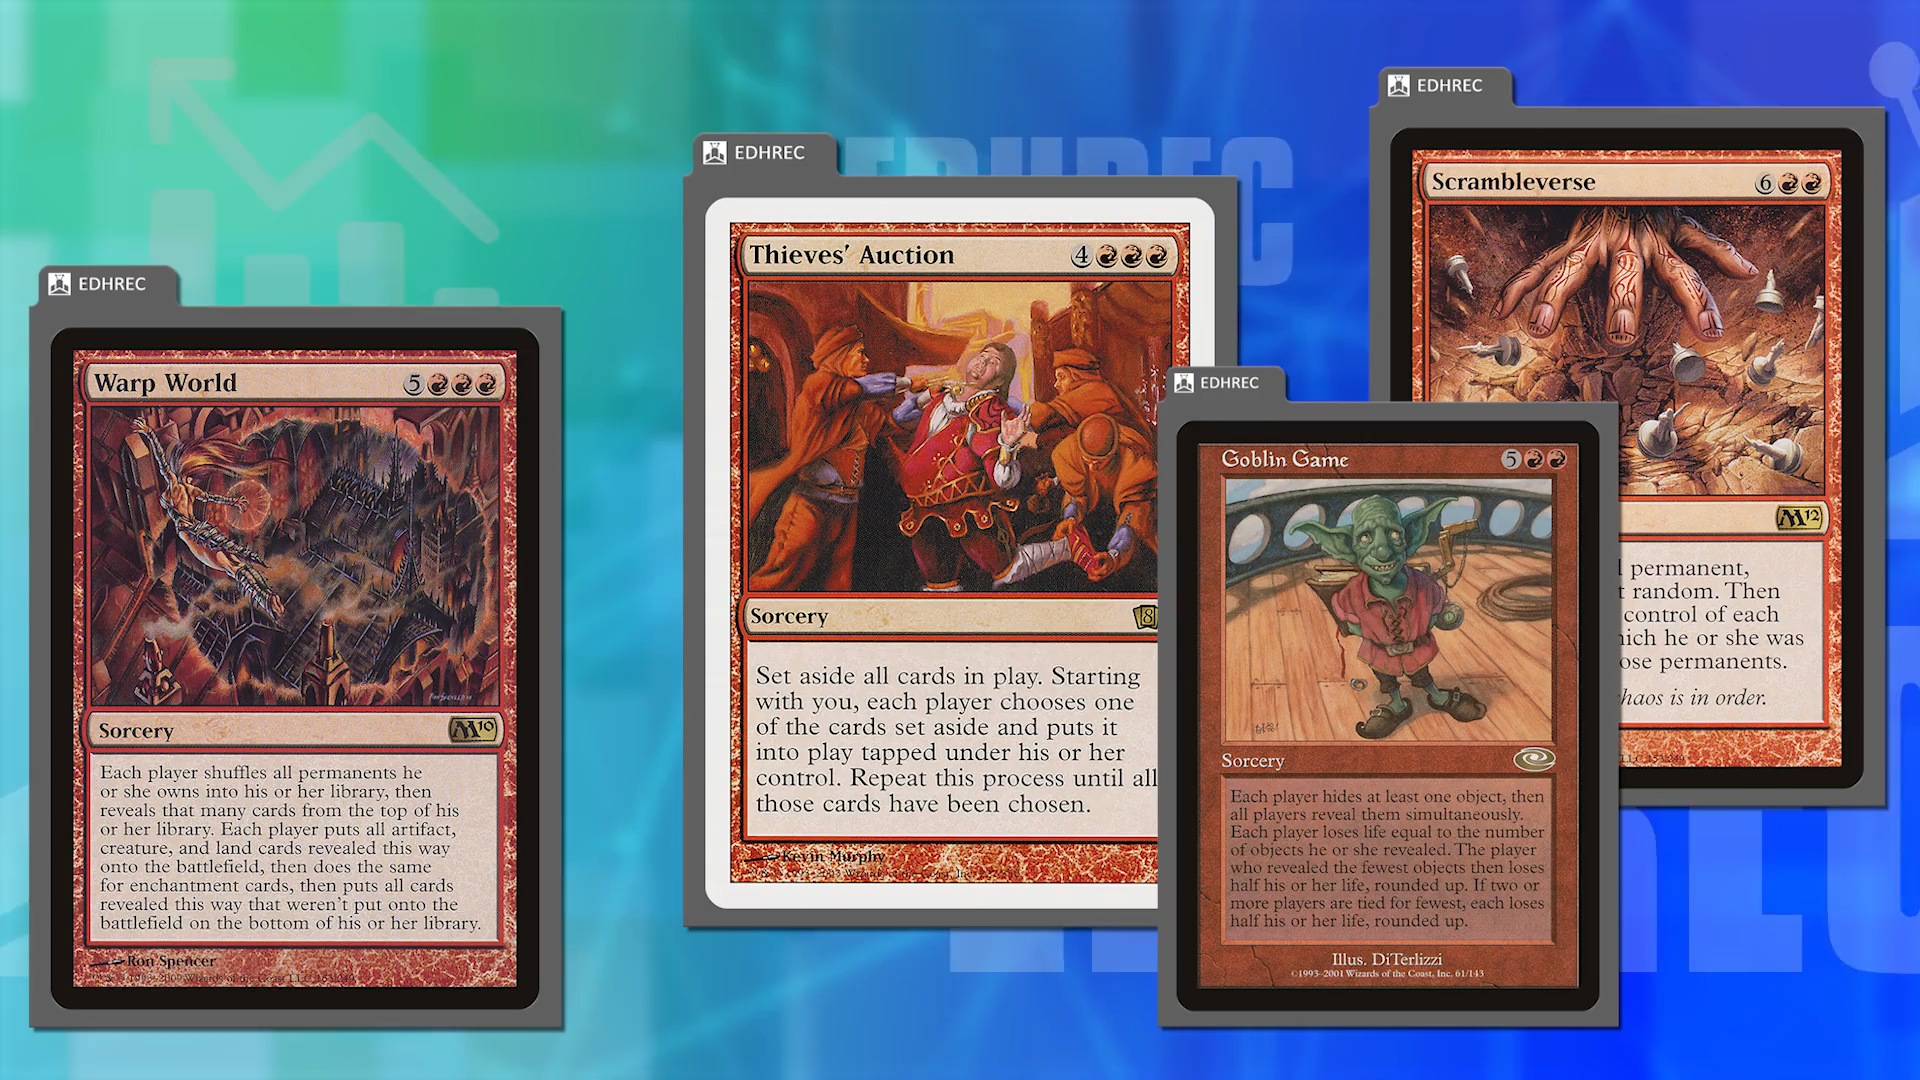 EDHREC
Warp World
5
Sorcery
M10
Each player shuffles all permanents he
or she owns into his or her library, then
reveals that many cards from the top of his
or her library. Each player puts all artifact,
creature, and land cards revealed this way
onto the battlefield, then does the same
for enchantment cards, then puts all cards
revealed this way that weren't put onto the
battlefield on the bottom of his or her library.
Ron Spencer
EDHREC
Thieves' Auction
4
Sorcery
8
Set aside all cards in play. Starting
with you, each player chooses one
of the cards set aside and puts it
into play tapped under his or her
control. Repeat this process until all
those cards have been chosen.
Kevin Murphy
EDHREC
Goblin Game
5
Sorcery
Each player hides at least one object, then
all players reveal them simultaneously.
Each player loses life equal to the number
of objects he or she revealed. The player
who revealed the fewest objects then loses
half his or her life, rounded up. If two or
more players are tied for fewest, each loses
half his or her life, rounded up.
Illus. DiTerlizzi
©1993-2001 Wizards of the Coast, Inc. 61/143
EDHREC
Scrambleverse
6
M12
permanent,
random. Then
control of each
he or she was
permanents.
is in order.